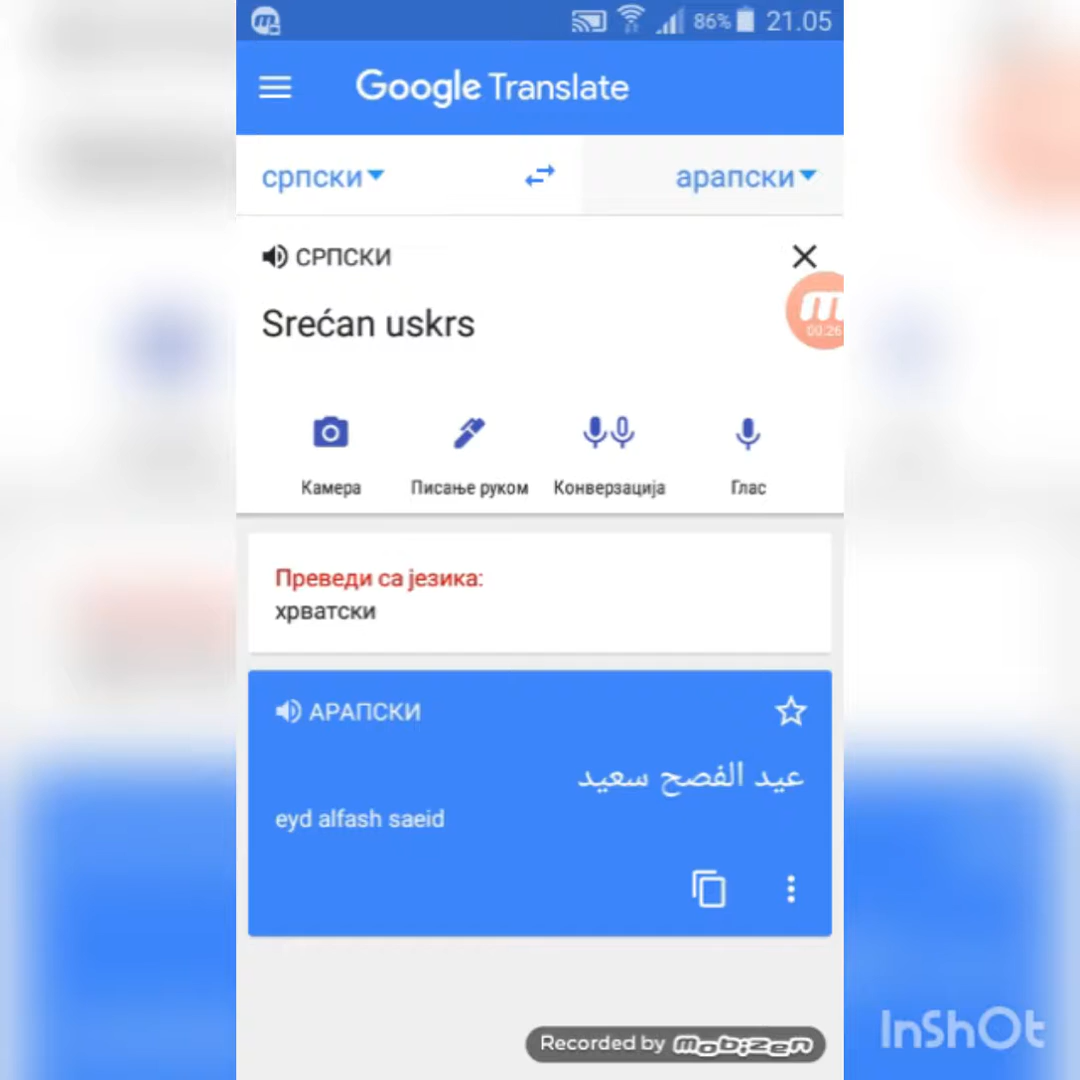 86% 21.05
Google Translate
српски арапски
СРПСКИ
Srećan uskrs
00:26
Камера Писање руком Конверзација Глас
Преведи са језика:
хрватски
АРАПСКИ
عيد الفصح سعيد
eyd alfash saeid
InShOt
Recorded by mobizen